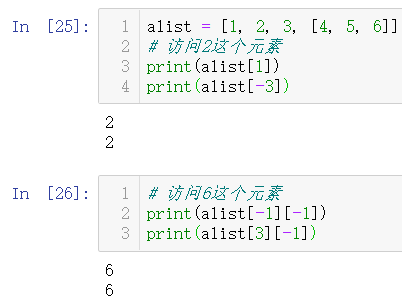 In [25]:
1 alist = [1, 2, 3, [4, 5, 6]]
2 # 访问2这个元素
3 print(alist[1])
4 print(alist[-3])
2
2
In [26]:
1 # 访问6这个元素
2 print(alist[-1][-1])
3 print(alist[3][-1])
6
6